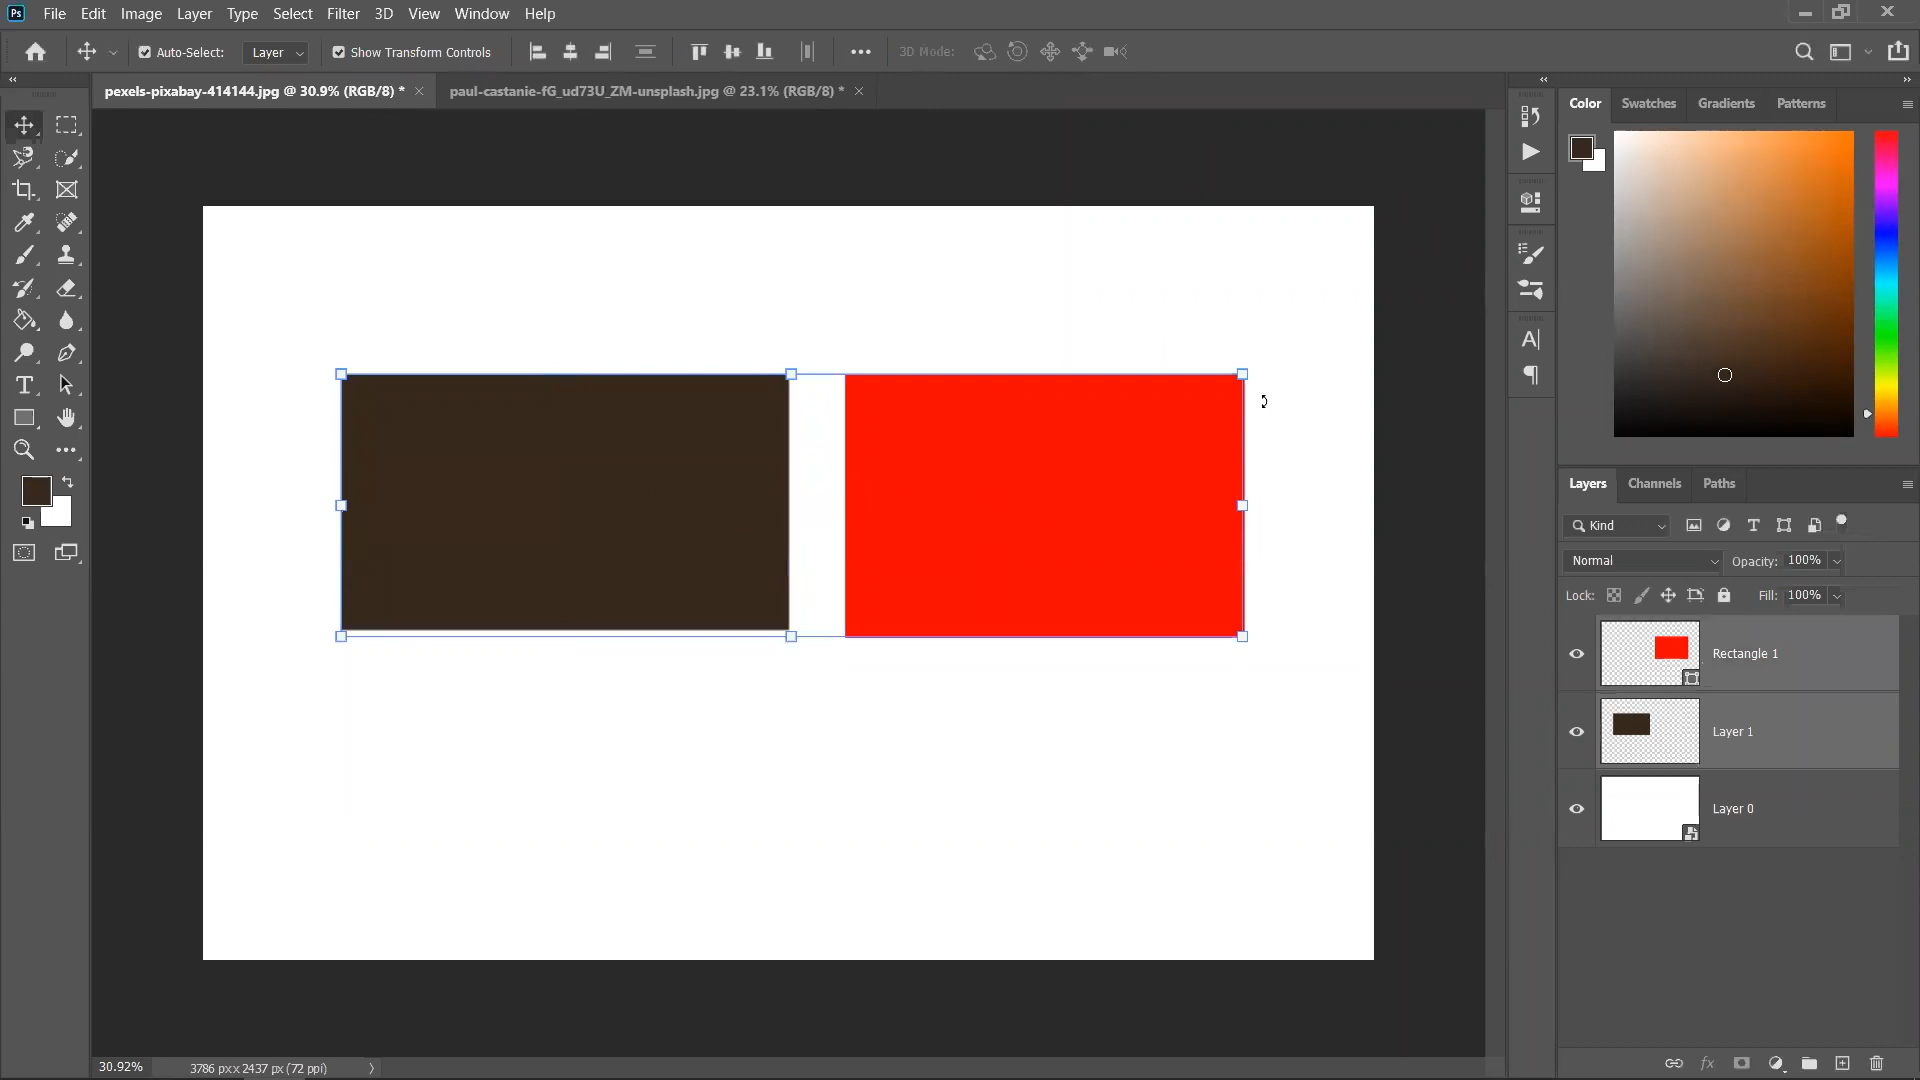 Ps File Edit Image Layer Type Select Filter 3D View Window Help
Auto-Select: Layer Show Transform Controls 3D Mode:
pexels-pixabay-414144.jpg @ 30.9% (RGB/8) * paul-castanie-fG_ud73U_ZM-unsplash.jpg @ 23.1% (RGB/8) *
Color Swatches Gradients Patterns
Layers Channels Paths
Kind
Normal Opacity: 100%
Lock: Fill: 100%
Rectangle 1
Layer 1
Layer 0
30.92% 3786 px x 2437 px (72 ppi)